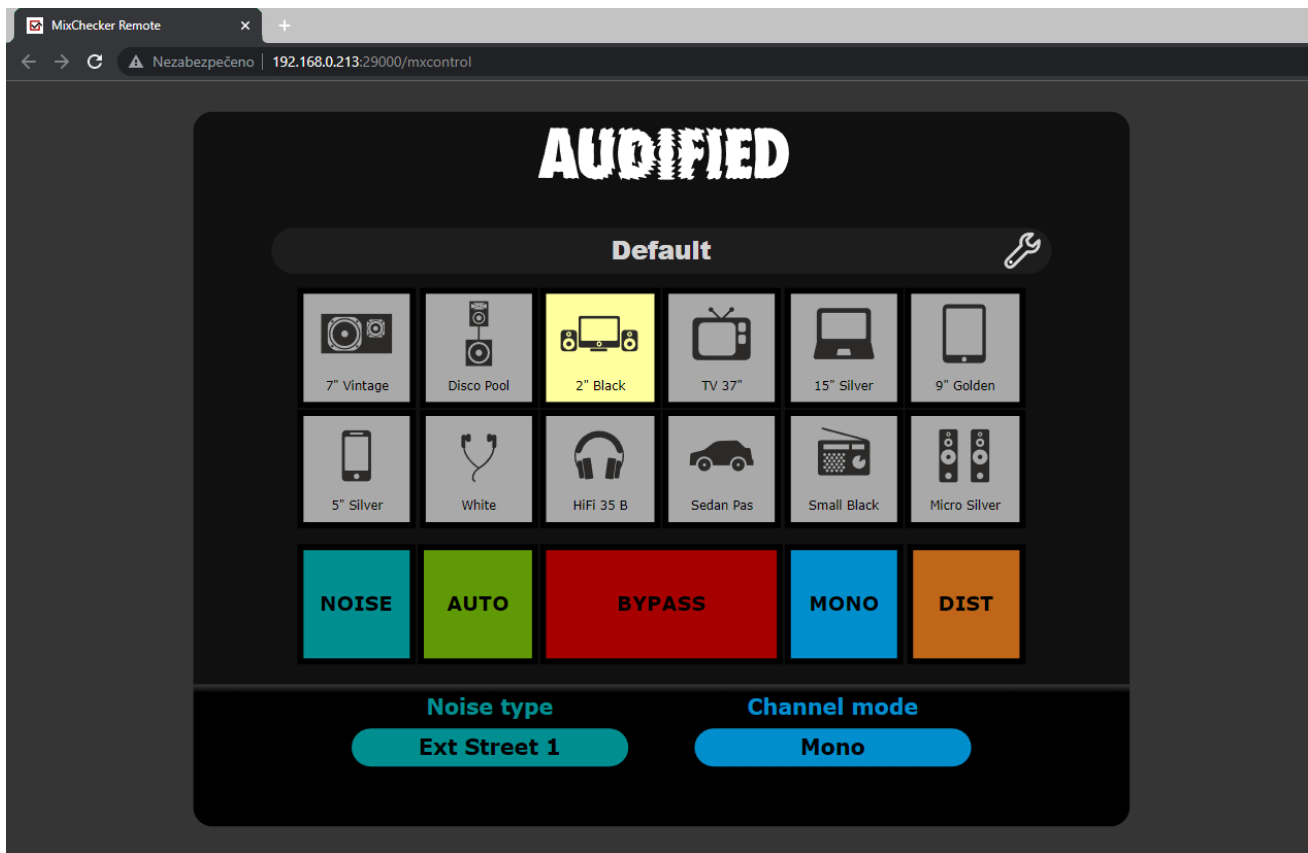 MixChecker Remote
Nezabezpečeno 192.168.0.213:29000/mxcontrol
AUDIFIED
Default
7" Vintage Disco Pool 2" Black TV 37" 15" Silver 9" Golden
5" Silver White HiFi 35 B Sedan Pas Small Black Micro Silver
NOISE AUTO BYPASS MONO DIST
Noise type Channel mode
Ext Street 1 Mono